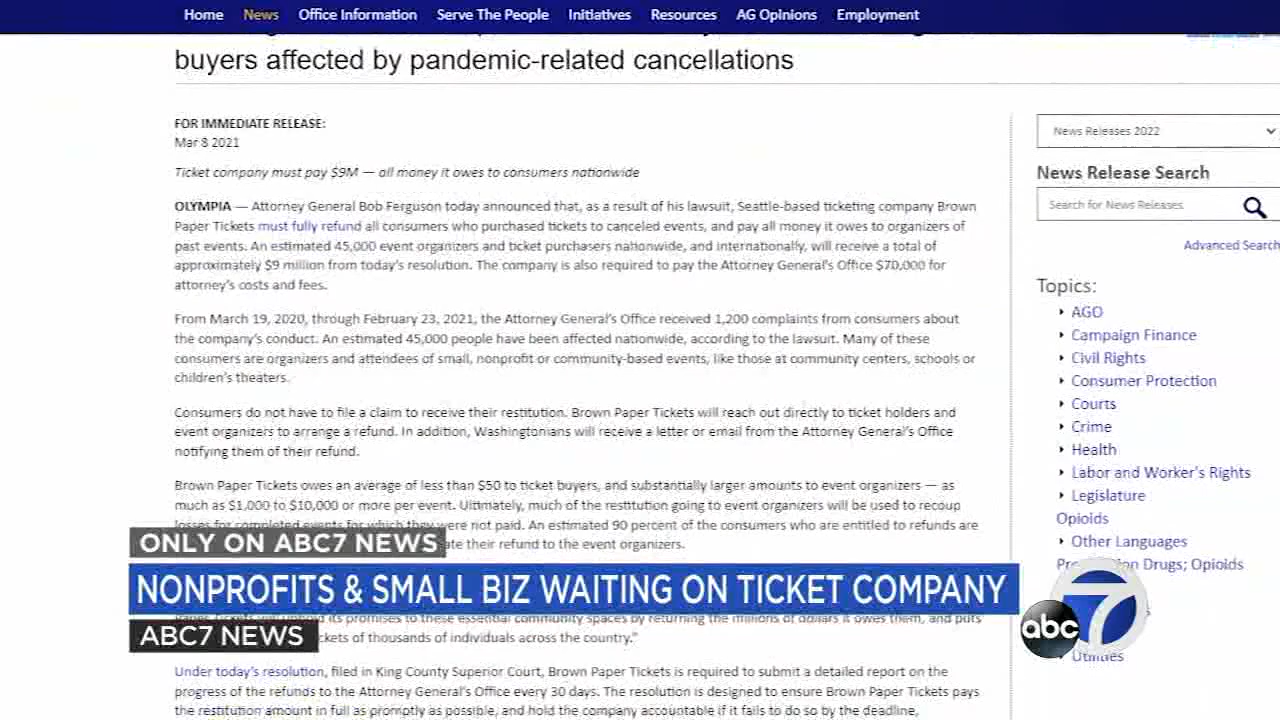 Home News Office Information Serve The People Initiatives Resources AG Opinions Employment
buyers affected by pandemic-related cancellations
FOR IMMEDIATE RELEASE:
Mar 8 2021
Ticket company must pay $9M — all money it owes to consumers nationwide
OLYMPIA — Attorney General Bob Ferguson today announced that, as a result of his lawsuit, Seattle-based ticketing company Brown
Paper Tickets must fully refund all consumers who purchased tickets to canceled events, and pay all money it owes to organizers of
past events. An estimated 45,000 event organizers and ticket purchasers nationwide, and internationally, will receive a total of
approximately $9 million from today's resolution. The company is also required to pay the Attorney General's Office $70,000 for
attorney's costs and fees.
From March 19, 2020, through February 23, 2021, the Attorney General's Office received 1,200 complaints from consumers about
the company's conduct. An estimated 45,000 people have been affected nationwide, according to the lawsuit. Many of these
consumers are organizers and attendees of small, nonprofit or community-based events, like those at community centers, schools or
children's theaters.
Consumers do not have to file a claim to receive their restitution. Brown Paper Tickets will reach out directly to ticket holders and
event organizers to arrange a refund. In addition, Washingtonians will receive a letter or email from the Attorney General's Office
notifying them of their refund.
Brown Paper Tickets owes an average of less than $50 to ticket buyers, and substantially larger amounts to event organizers — as
much as $1,000 to $10,000 or more per event. Ultimately, much of the restitution going to event organizers will be used to recoup
losses for completed events for which they were not paid. An estimated 90 percent of the consumers who are entitled to refunds are
their refund to the event organizers.
ONLY ON ABC7 NEWS
NONPROFITS & SMALL BIZ WAITING ON TICKET COMPANY
its promises to these essential community spaces by returning the millions of dollars it owes them, and puts
ABC7 NEWS
of thousands of individuals across the country."
Under today's resolution, filed in King County Superior Court, Brown Paper Tickets is required to submit a detailed report on the
progress of the refunds to the Attorney General's Office every 30 days. The resolution is designed to ensure Brown Paper Tickets pays
the restitution amount in full as promptly as possible, and hold the company accountable if it fails to do so by the deadline,
News Releases 2022
News Release Search
Search for News Releases
Advanced Search
Topics:
AGO
Campaign Finance
Civil Rights
Consumer Protection
Courts
Crime
Health
Labor and Worker's Rights
Legislature
Opioids
Other Languages
Drugs; Opioids
Utilities
abc 7